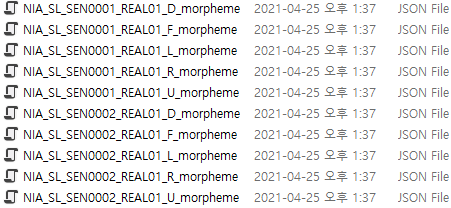 NIA_SL_SEN0001_REAL01_D_morpheme 2021-04-25 오후 1:37 JSON File
NIA_SL_SEN0001_REAL01_F_morpheme 2021-04-25 오후 1:37 JSON File
NIA_SL_SEN0001_REAL01_L_morpheme 2021-04-25 오후 1:37 JSON File
NIA_SL_SEN0001_REAL01_R_morpheme 2021-04-25 오후 1:37 JSON File
NIA_SL_SEN0001_REAL01_U_morpheme 2021-04-25 오후 1:37 JSON File
NIA_SL_SEN0002_REAL01_D_morpheme 2021-04-25 오후 1:37 JSON File
NIA_SL_SEN0002_REAL01_F_morpheme 2021-04-25 오후 1:37 JSON File
NIA_SL_SEN0002_REAL01_L_morpheme 2021-04-25 오후 1:37 JSON File
NIA_SL_SEN0002_REAL01_R_morpheme 2021-04-25 오후 1:37 JSON File
NIA_SL_SEN0002_REAL01_U_morpheme 2021-04-25 오후 1:37 JSON File